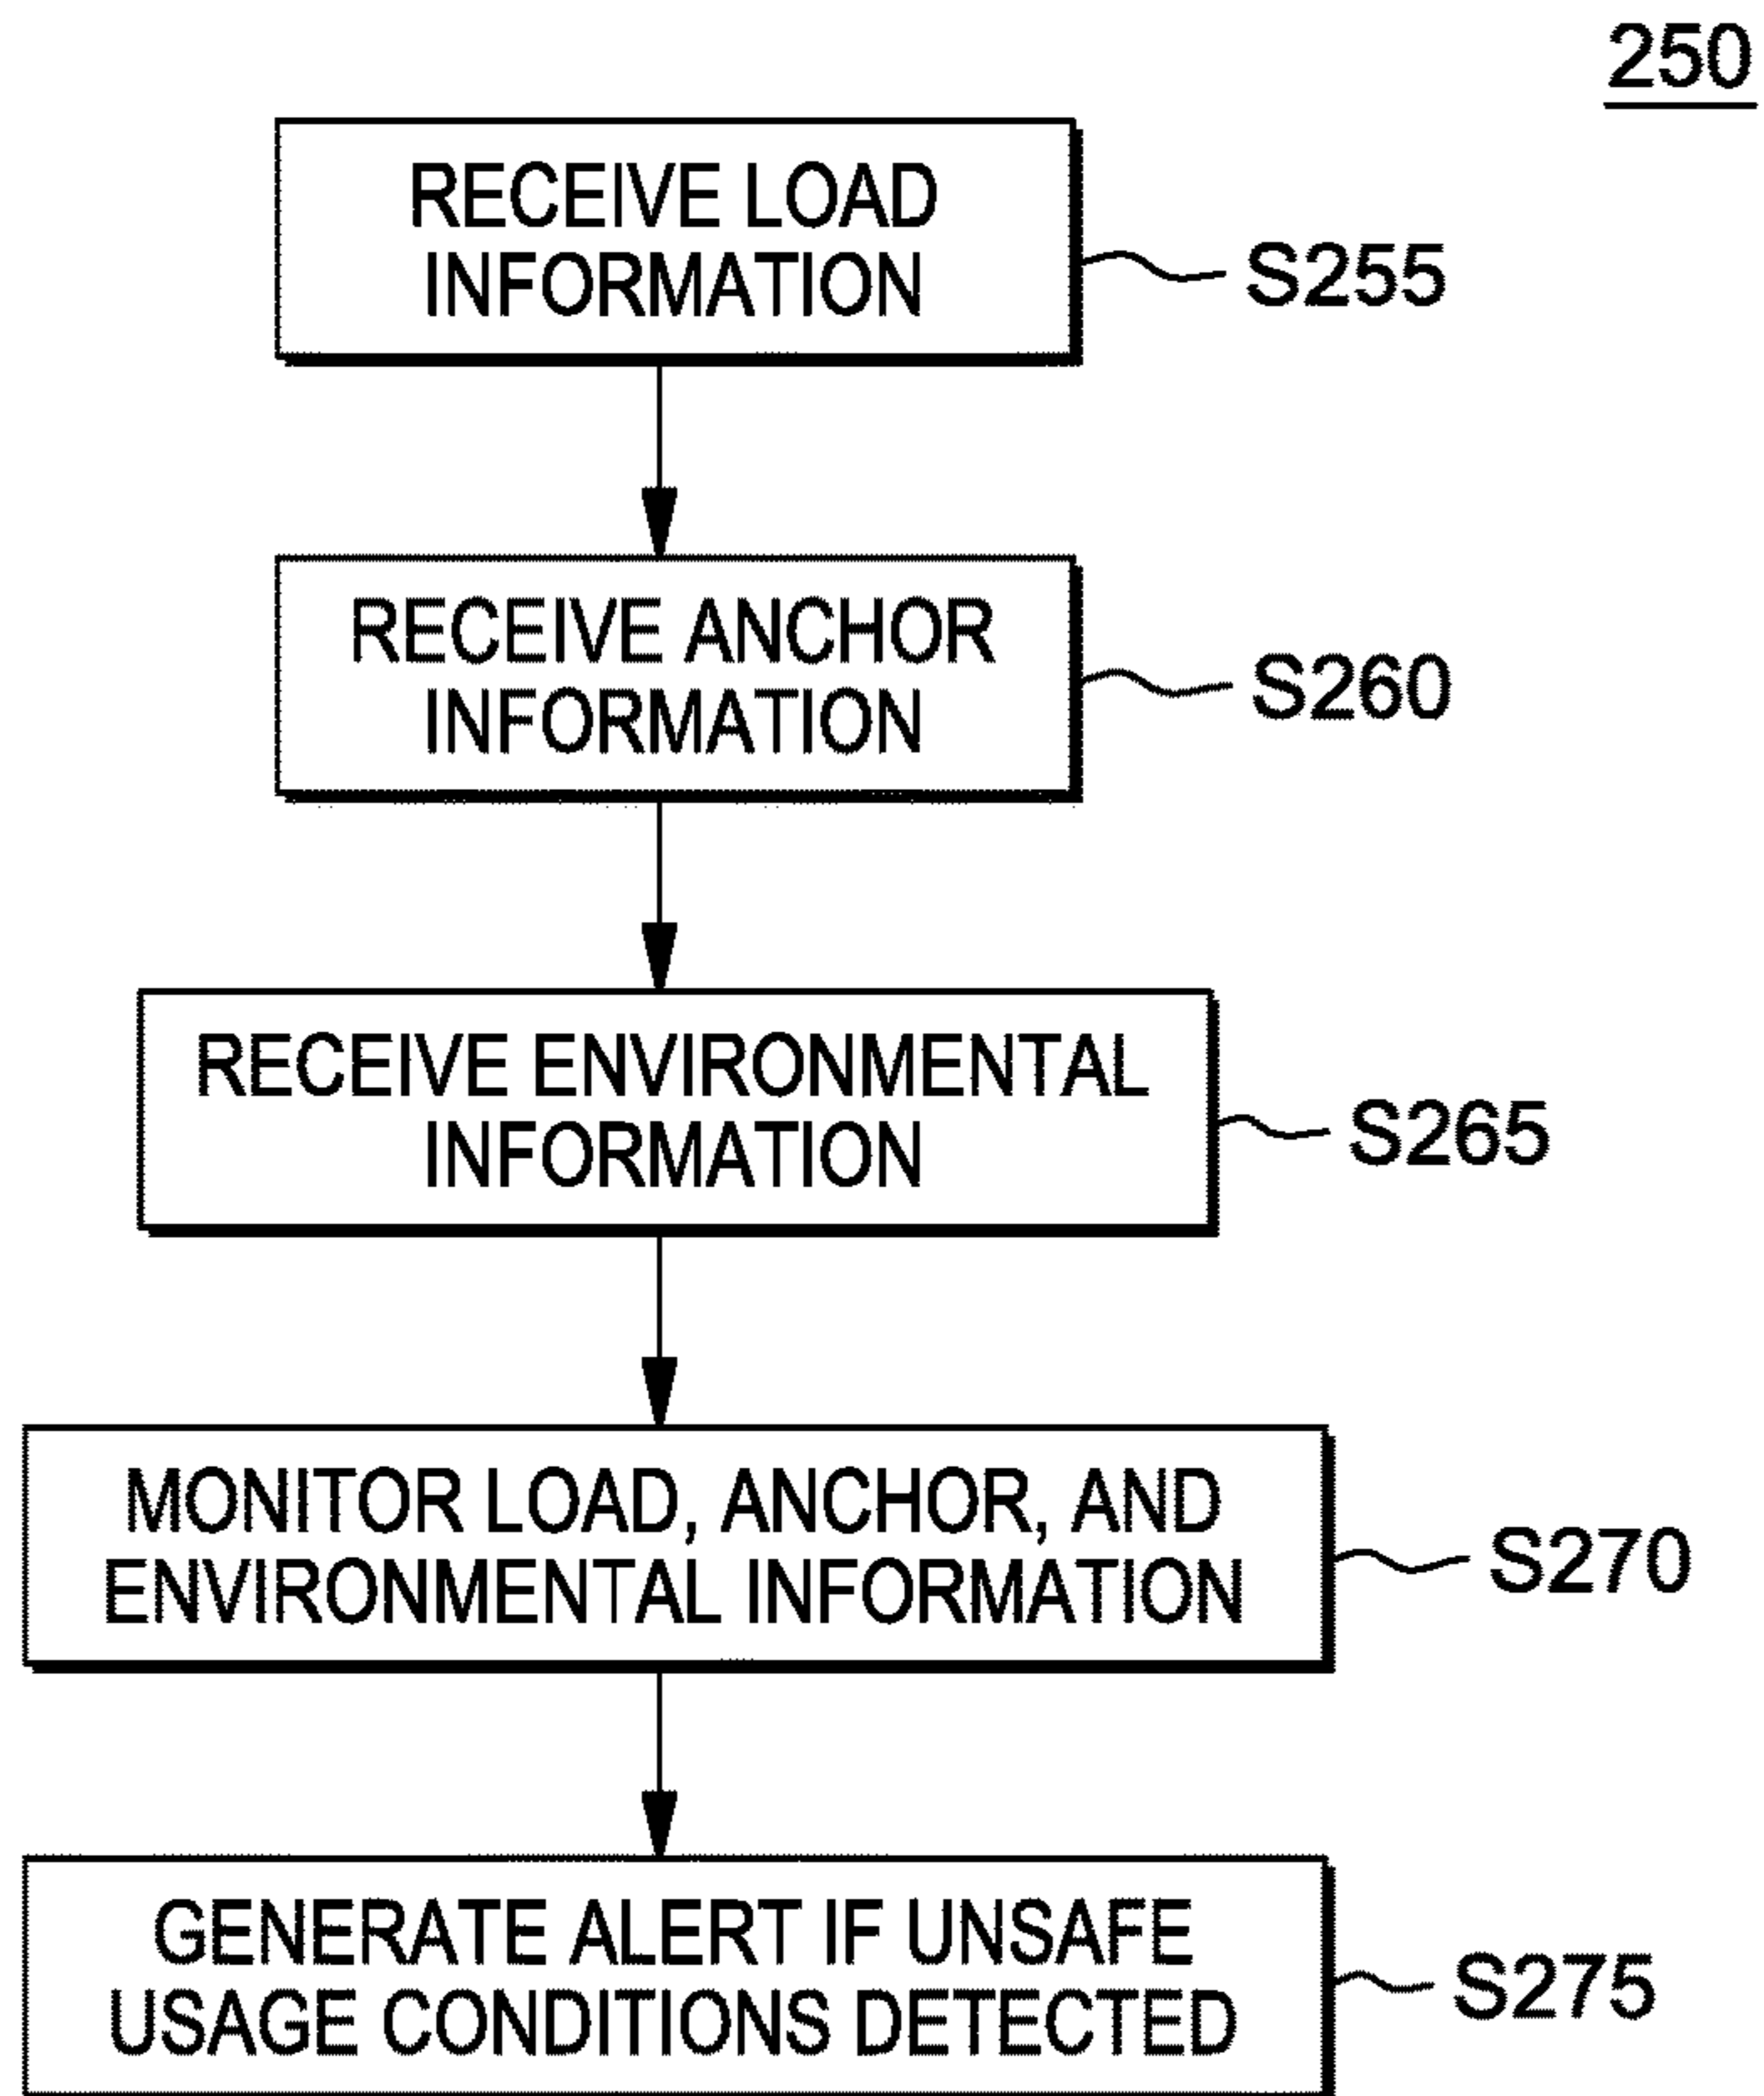 250
RECEIVE LOAD
INFORMATION
S255
RECEIVE ANCHOR
INFORMATION
S260
RECEIVE ENVIRONMENTAL
INFORMATION
S265
MONITOR LOAD, ANCHOR, AND
ENVIRONMENTAL INFORMATION
S270
GENERATE ALERT IF UNSAFE
USAGE CONDITIONS DETECTED
S275